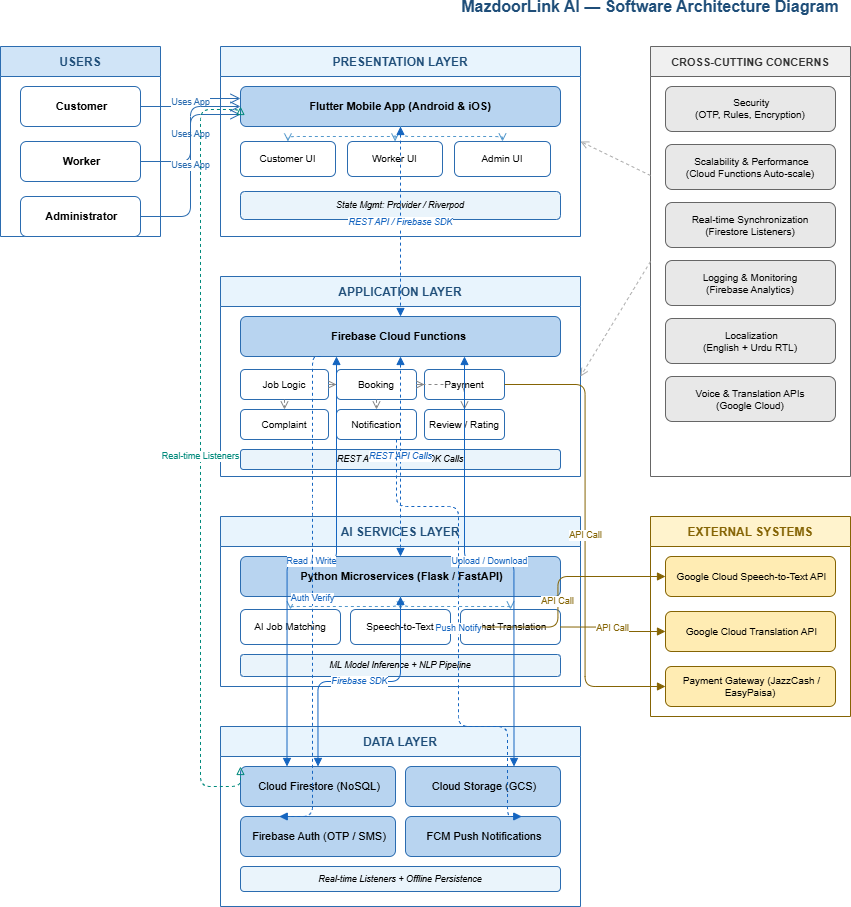 MazdoorLink AI — Software Architecture Diagram
USERS
Customer
Worker
Administrator
Uses App
Uses App
Uses App
PRESENTATION LAYER
Flutter Mobile App (Android & iOS)
Customer UI
Worker UI
Admin UI
State Mgmt: Provider / Riverpod
REST API / Firebase SDK
APPLICATION LAYER
Firebase Cloud Functions
Job Logic
Booking
Payment
Complaint
Notification
Review / Rating
REST API Calls
Calls
Real-time Listeners
AI SERVICES LAYER
Read / Write
Upload / Download
Python Microservices (Flask / FastAPI)
Auth Verify
AI Job Matching
Speech-to-Text
Push Notify
Translation
ML Model Inference + NLP Pipeline
Firebase SDK
DATA LAYER
Cloud Firestore (NoSQL)
Cloud Storage (GCS)
Firebase Auth (OTP / SMS)
FCM Push Notifications
Real-time Listeners + Offline Persistence
CROSS-CUTTING CONCERNS
Security
(OTP, Rules, Encryption)
Scalability & Performance
(Cloud Functions Auto-scale)
Real-time Synchronization
(Firestore Listeners)
Logging & Monitoring
(Firebase Analytics)
Localization
(English + Urdu RTL)
Voice & Translation APIs
(Google Cloud)
API Call
API Call
API Call
EXTERNAL SYSTEMS
Google Cloud Speech-to-Text API
Google Cloud Translation API
Payment Gateway (JazzCash /
EasyPaisa)